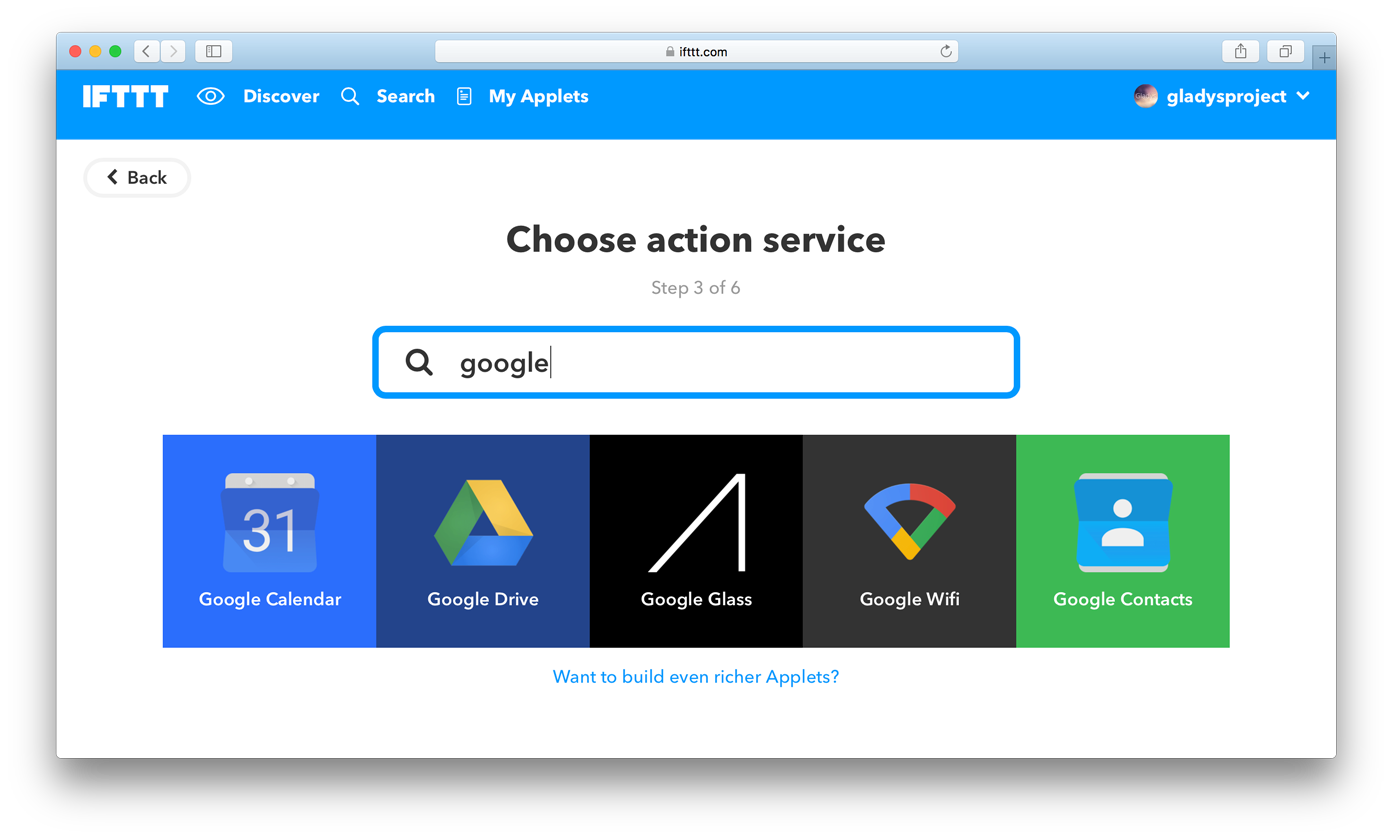 ifttt.com
IFTTT Discover Search My Applets gladysproject
Back
Choose action service
Step 3 of 6
google
31
Google Calendar Google Drive Google Glass Google Wifi Google Contacts
Want to build even richer Applets?